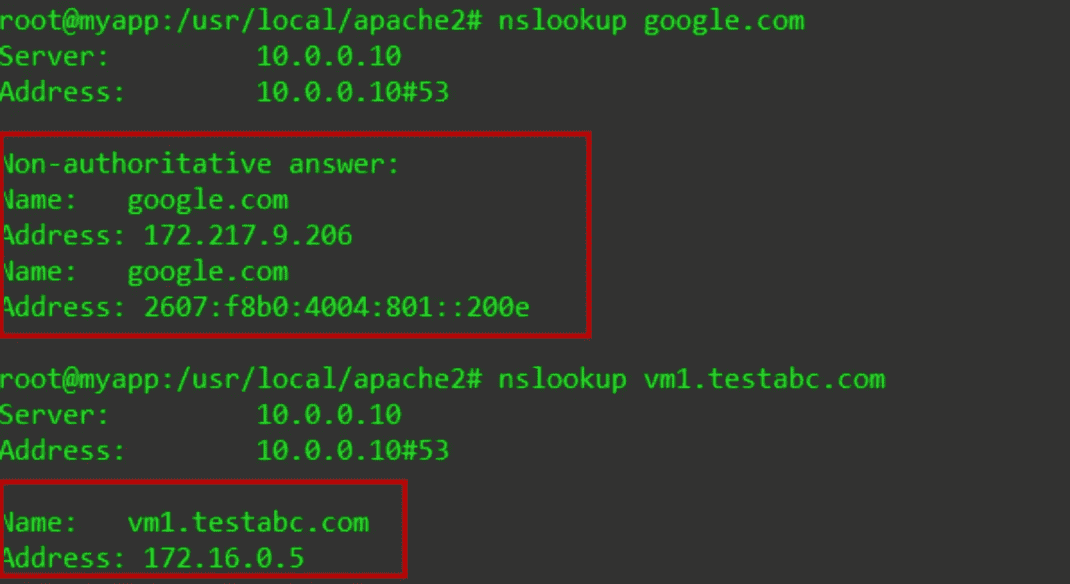 root@myapp:/usr/local/apache2# nslookup google.com
Server: 10.0.0.10
Address: 10.0.0.10#53
Non-authoritative answer:
Name: google.com
Address: 172.217.9.206
Name: google.com
Address: 2607:f8b0:4004:801::200e
root@myapp:/usr/local/apache2# nslookup vm1.testabc.com
Server: 10.0.0.10
Address: 10.0.0.10#53
Name: vm1.testabc.com
Address: 172.16.0.5